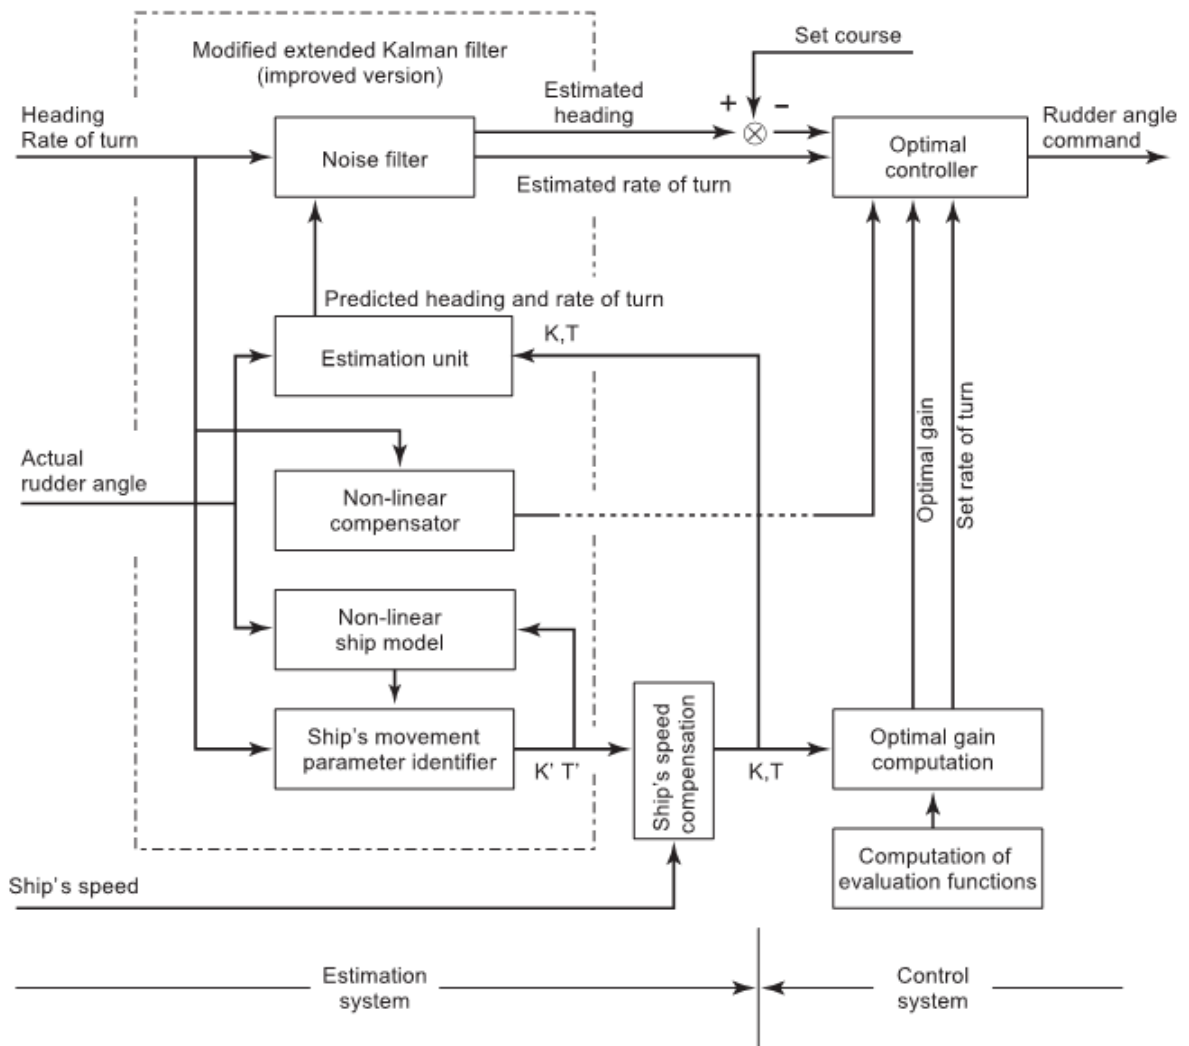 Modified extended Kalman filter
(improved version)
Set course
Heading
Rate of turn
Estimated
heading
+
−
Rudder angle
command
Noise filter
Optimal
controller
Estimated rate of turn
Predicted heading and rate of turn
K,T
Estimation unit
Optimal gain
Set rate of turn
Actual
rudder angle
Non-linear
compensator
Non-linear
ship model
Ship's movement
parameter identifier
K' T'
Ship's speed
compensation
K,T
Optimal gain
computation
Computation of
evaluation functions
Ship's speed
Estimation
system
Control
system